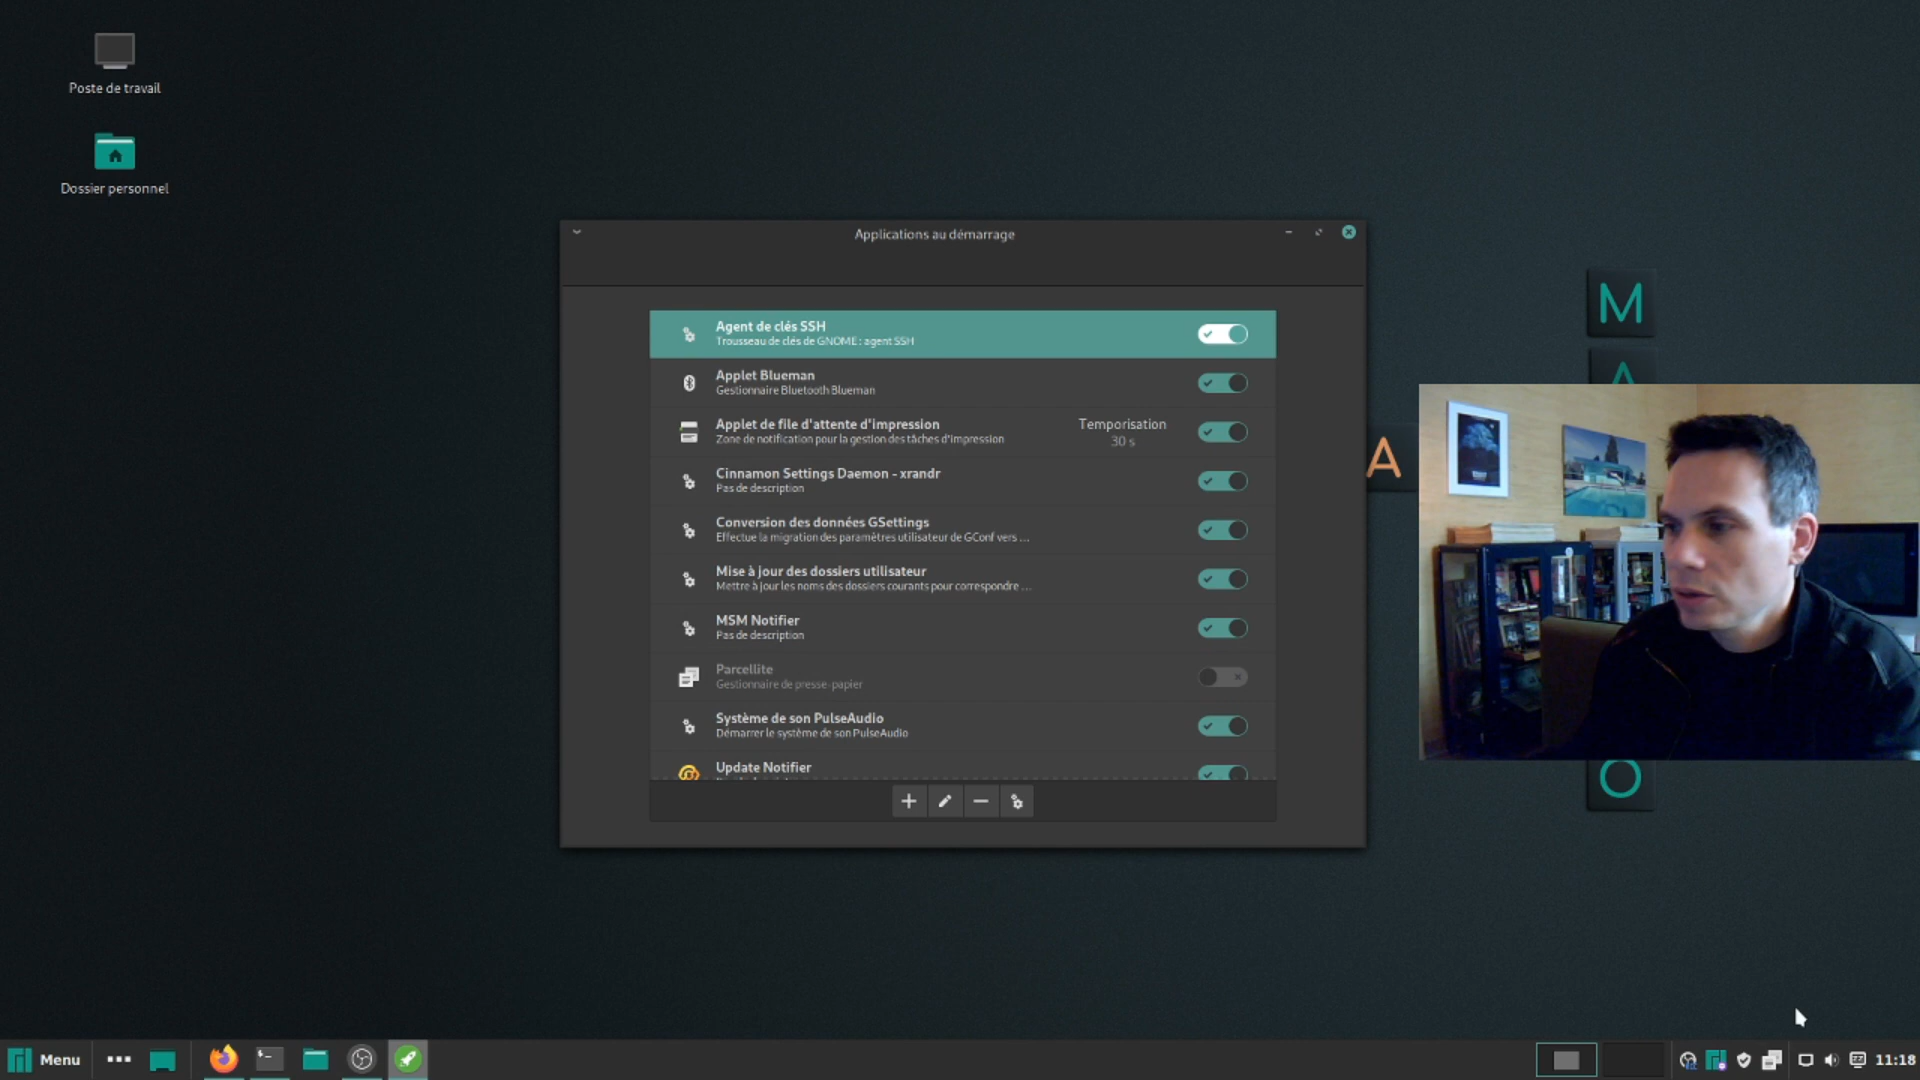 Poste de travail
Dossier personnel
Applications au démarrage
Agent de clés SSH
Trousseau de clés de GNOME : agent SSH
Applet Blueman
Gestionnaire Bluetooth Blueman
Applet de file d'attente d'impression
Zone de notification pour la gestion des tâches d'impression
Temporisation
30 s
Cinnamon Settings Daemon - xrandr
Pas de description
Conversion des données GSettings
Effectue la migration des paramètres utilisateur de GConf vers ...
Mise à jour des dossiers utilisateur
Mettre à jour les noms des dossiers courants pour correspondre ...
MSM Notifier
Pas de description
Parcellite
Gestionnaire de presse-papier
Système de son PulseAudio
Démarrer le système de son PulseAudio
Update Notifier
M
A
A
O
Menu
11:18